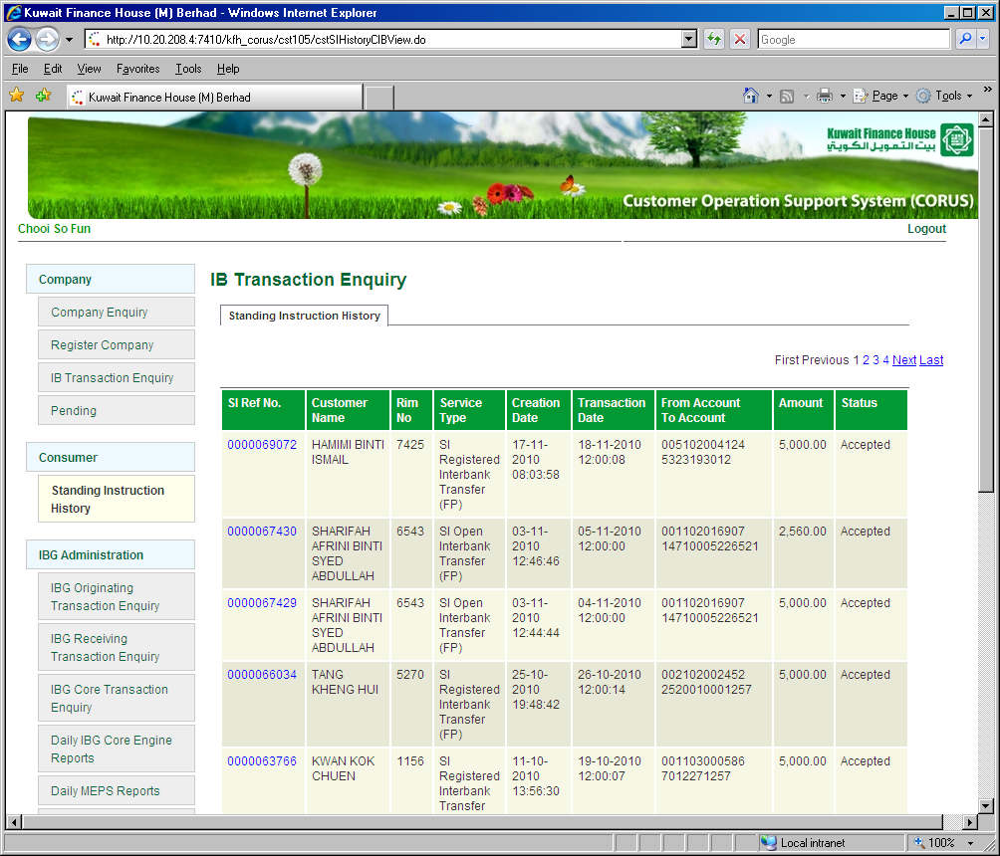 Kuwait Finance House (M) Berhad - Windows Internet Explorer
http://10.20.208.4:7410/kfh_corus/cst105/cstSIHistoryCIBView.do
Google
File Edit View Favorites Tools Help
Kuwait Finance House (M) Berhad
Page Tools »
Kuwait Finance House
بيت التمويل الكويتي
Customer Operation Support System (CORUS)
Chooi So Fun
Logout
Company
Company Enquiry
Register Company
IB Transaction Enquiry
Pending
Consumer
Standing Instruction
History
IBG Administration
IBG Originating
Transaction Enquiry
IBG Receiving
Transaction Enquiry
IBG Core Transaction
Enquiry
Daily IBG Core Engine
Reports
Daily MEPS Reports
IB Transaction Enquiry
Standing Instruction History
First Previous 1 2 3 4 Next Last
SI Ref No. Customer Rim Service Creation Transaction From Account Amount Status
Name No Type Date Date To Account
0000069072 HAMIMI BINTI 7425 SI 17-11- 18-11-2010 005102004124 5,000.00 Accepted
ISMAIL Registered 2010 12:00:08 5323193012
Interbank 08:03:58
Transfer
(FP)
0000067430 SHARIFAH 6543 SI Open 03-11- 05-11-2010 001102016907 2,560.00 Accepted
AFRINI BINTI Interbank 2010 12:00:00 14710005226521
SYED Transfer 12:46:46
ABDULLAH (FP)
0000067429 SHARIFAH 6543 SI Open 03-11- 04-11-2010 001102016907 5,000.00 Accepted
AFRINI BINTI Interbank 2010 12:00:00 14710005226521
SYED Transfer 12:44:44
ABDULLAH (FP)
0000066034 TANG 5270 SI 25-10- 26-10-2010 002102002452 5,000.00 Accepted
KHENG HUI Registered 2010 12:00:14 2520010001257
Interbank 19:48:42
Transfer
(FP)
0000063766 KWAN KOK 1156 SI 11-10- 19-10-2010 001103000586 5,000.00 Accepted
CHUEN Registered 2010 12:00:07 7012271257
Interbank 13:56:30
Transfer
Local intranet
100%